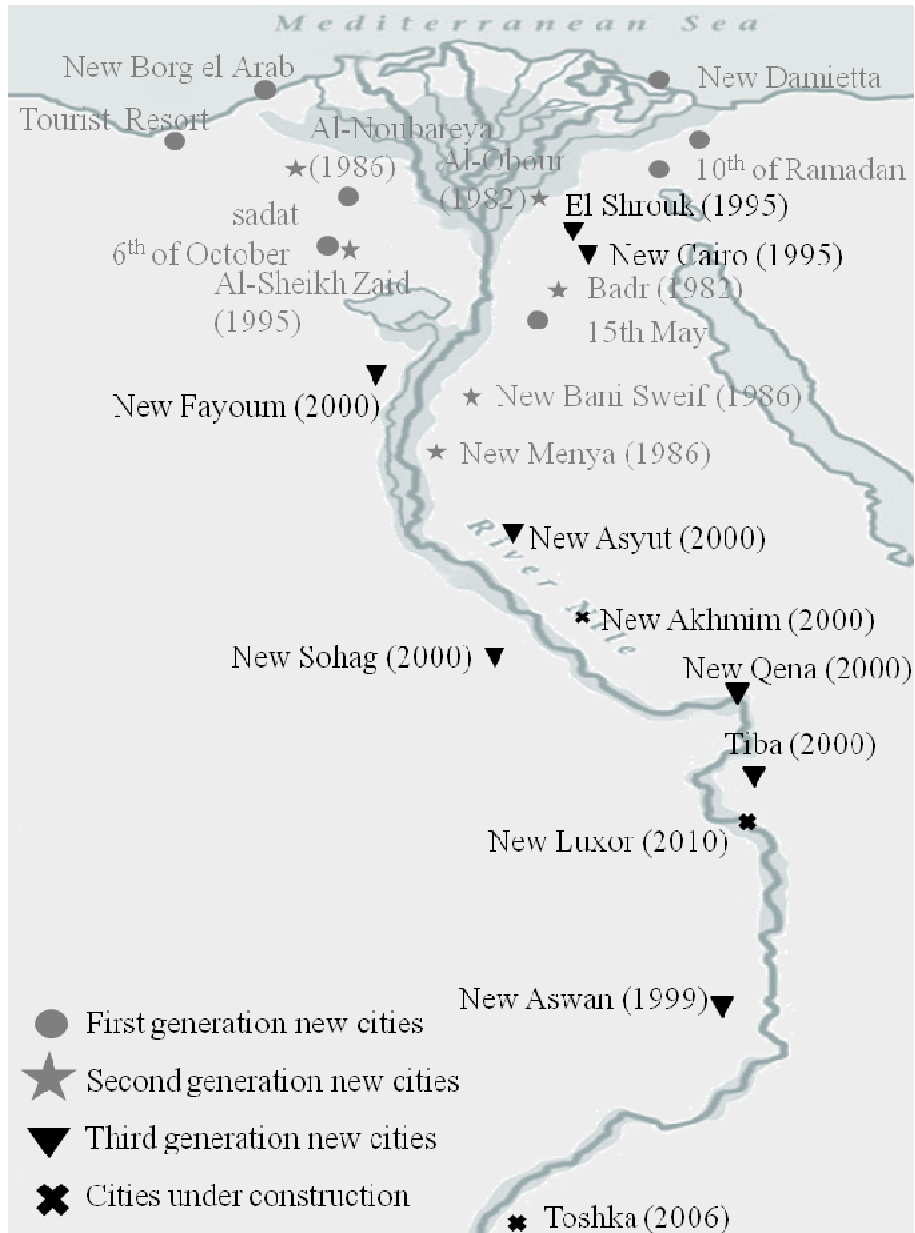 Mediterranean Sea
New Borg el Arab
New Damietta
Tourist Resort
Al-Noubareya
(1986)
Al-Obour
(1982)
10th of Ramadan
sadat
El Shrouk (1995)
6th of October
New Cairo (1995)
Al-Sheikh Zaid
(1995)
Badr (1982)
15th May
New Fayoum (2000)
New Bani Sweif (1986)
New Menya (1986)
River Nile
New Asyut (2000)
New Akhmim (2000)
New Sohag (2000)
New Qena (2000)
Tiba (2000)
New Luxor (2010)
New Aswan (1999)
First generation new cities
Second generation new cities
Third generation new cities
Cities under construction
Toshka (2006)